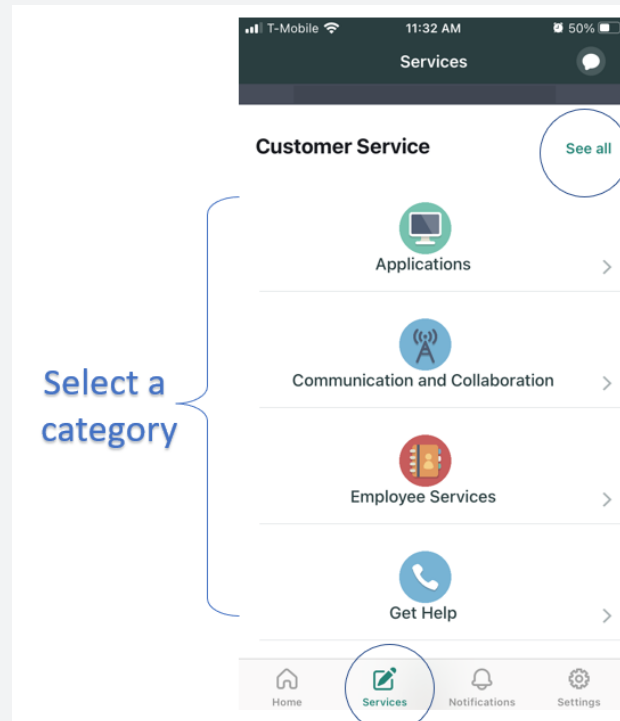 T-Mobile 11:32 AM 50%
Services
Customer Service See all
Applications
Communication and Collaboration
Select a
category
Employee Services
Get Help
Home Services Notifications Settings